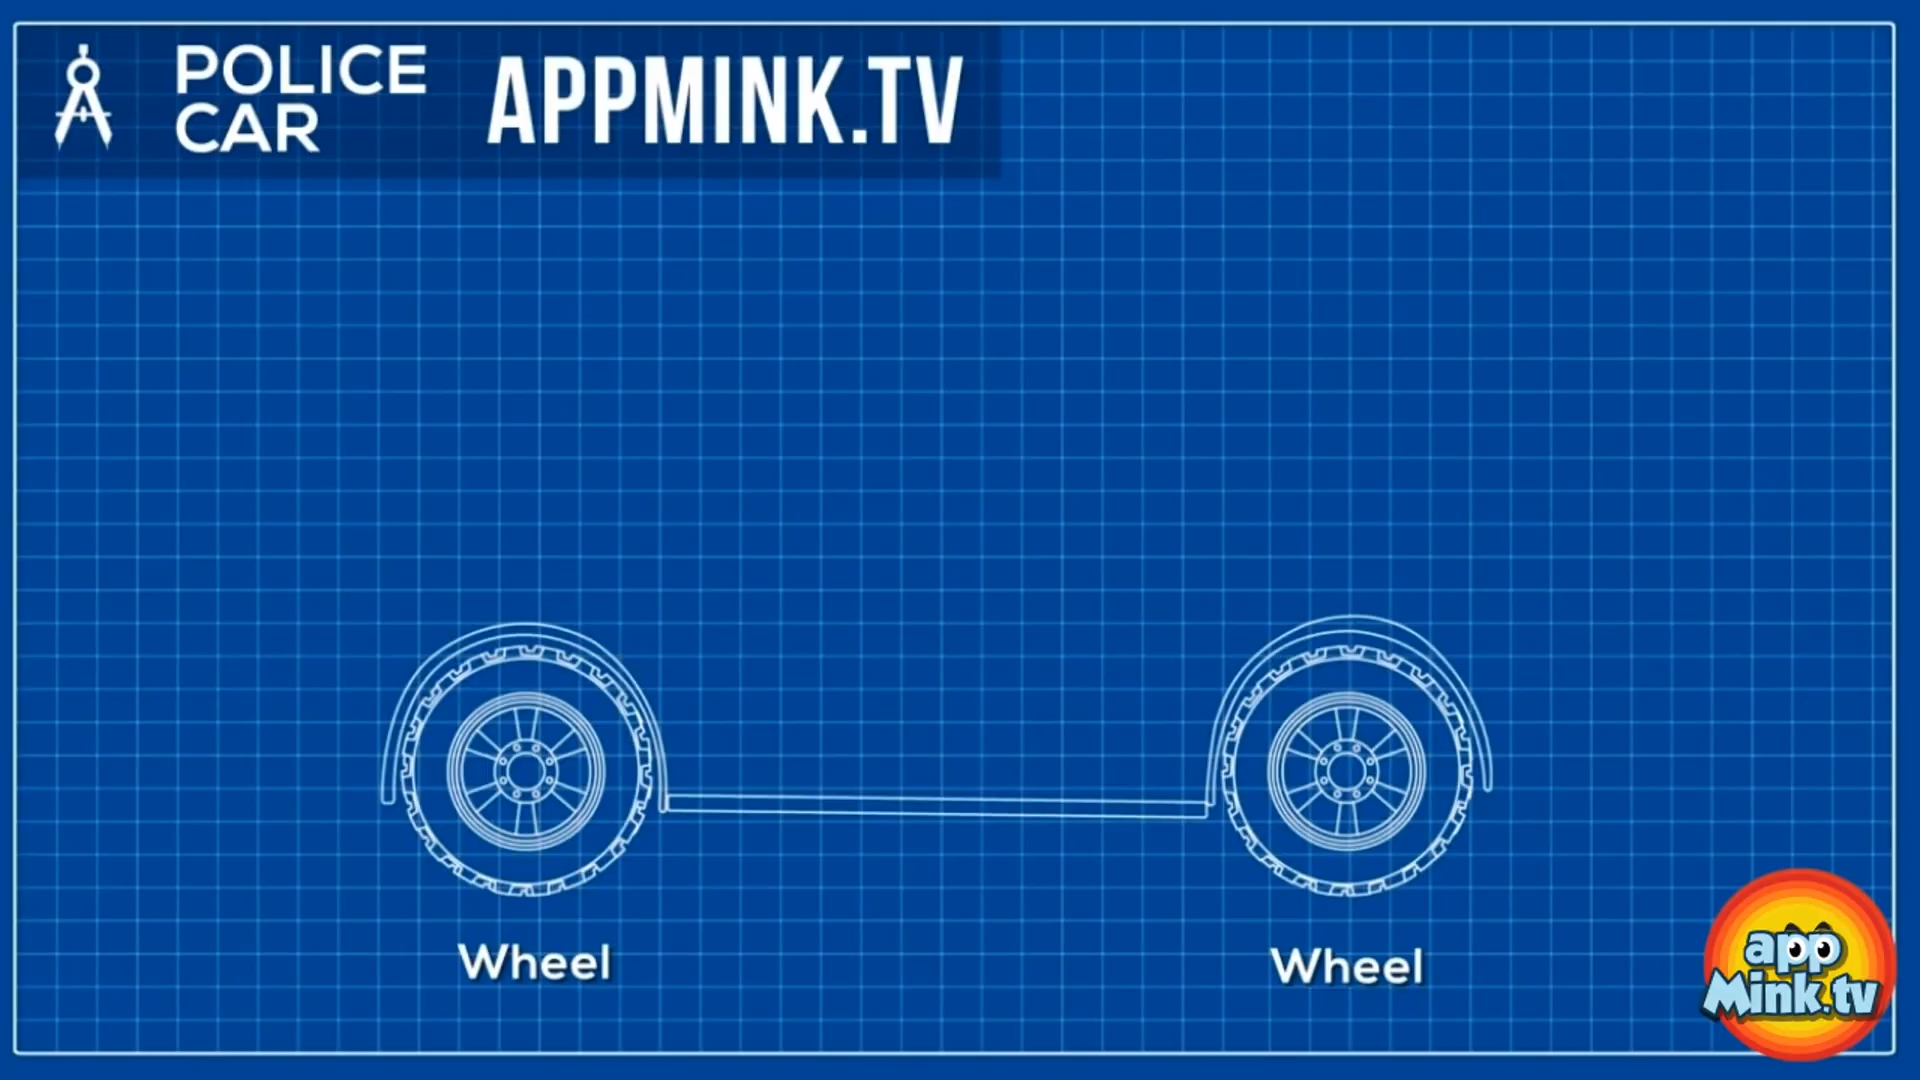 POLICE
CAR
APPMINK.TV
Wheel
Wheel
app
Mink.tv